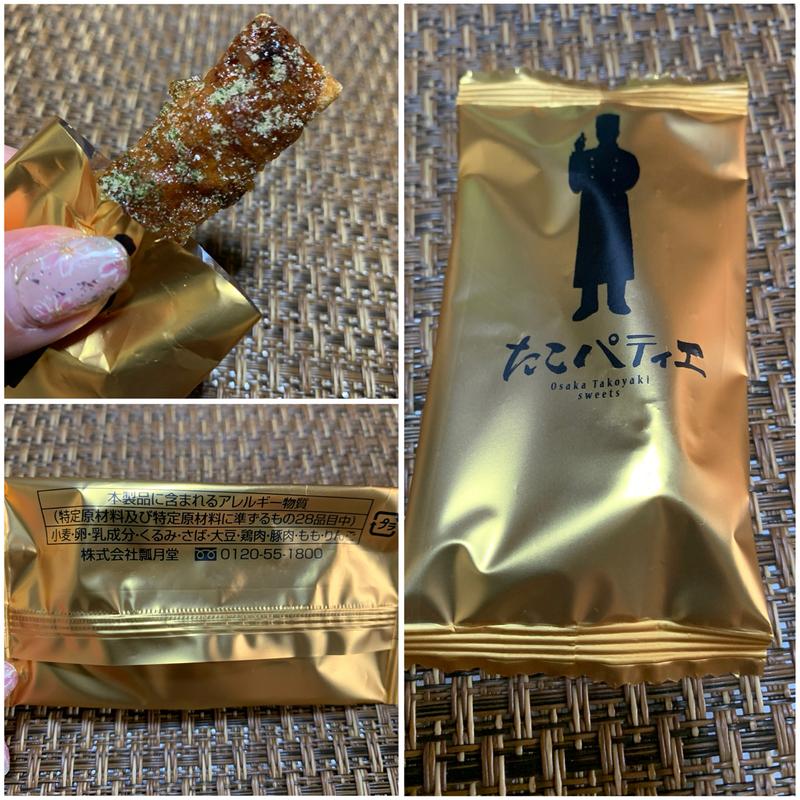 たこパティエ
Osaka Takoyaki
sweets
本製品に含まれるアレルギー物質
(特定原材料及び特定原材料に準ずるもの28品目中)
小麦・卵・乳成分・くるみ・さば・大豆・鶏肉・豚肉・もも・りんご
株式会社瓢月堂 0120-55-1800
プラ